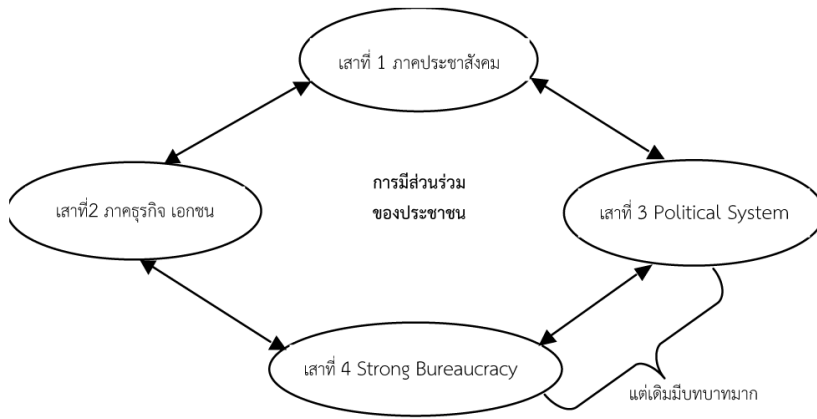 เสาที่ 1 ภาคประชาสังคม
การมีส่วนร่วม
ของประชาชน
เสาที่2 ภาคธุรกิจ เอกชน
เสาที่ 3 Political System
เสาที่ 4 Strong Bureaucracy
แต่เดิมมีบทบาทมาก